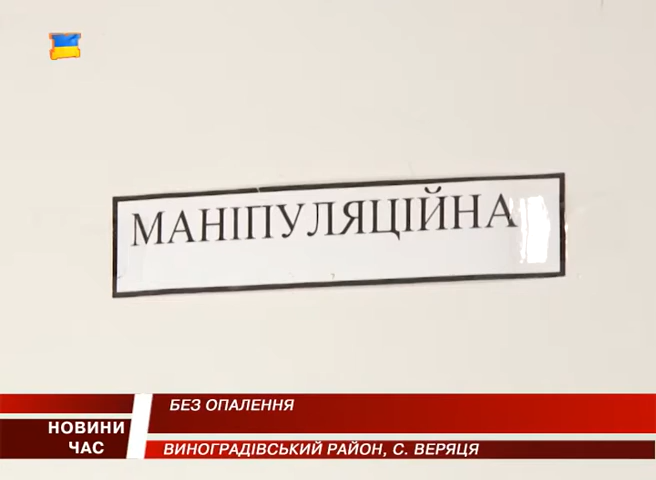 МАНІПУЛЯЦІЙНА
БЕЗ ОПАЛЕННЯ
НОВИНИ
ЧАС
ВИНОГРАДІВСЬКИЙ РАЙОН, С. ВЕРЯЦЯ